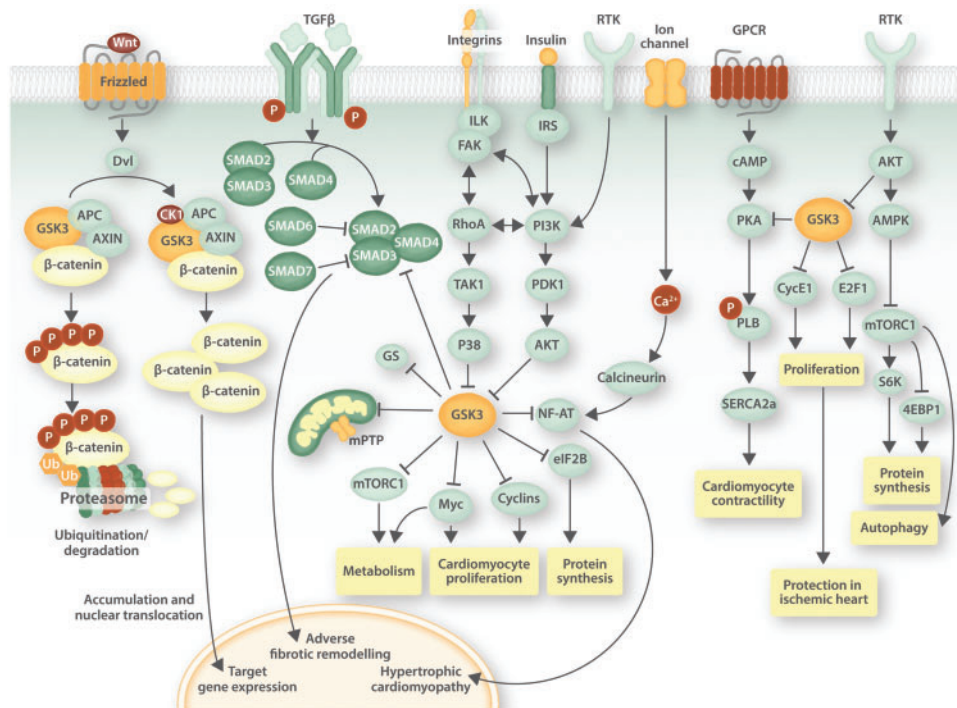 TGFβ
Integrins
Insulin
RTK
Ion
channel
GPCR
RTK
Wnt
Frizzled
P
P
ILK
FAK
IRS
Dvl
SMAD2
SMAD3
SMAD4
cAMP
AKT
GSK3
APC
AXIN
β-catenin
CK1
APC
GSK3
AXIN
β-catenin
SMAD6
SMAD7
SMAD2
SMAD3
SMAD4
RhoA
PI3K
PKA
GSK3
AMPK
TAK1
PDK1
Ca²⁺
CycE1
E2F1
P
PLB
mTORC1
P P P P
β-catenin
β-catenin
P38
AKT
GS
Calcineurin
Proliferation
S6K
4EBP1
SERCA2a
GSK3
NF-AT
mPTP
P P P P
β-catenin
Ub
Ub
Proteasome
Ubiquitination/
degradation
eIF2B
mTORC1
Myc
Cyclins
Cardiomyocyte
contractility
Protein
synthesis
Autophagy
Metabolism
Cardiomyocyte
proliferation
Protein
synthesis
Protection in
ischemic heart
Accumulation and
nuclear translocation
Adverse
fibrotic remodelling
Target
gene expression
Hypertrophic
cardiomyopathy